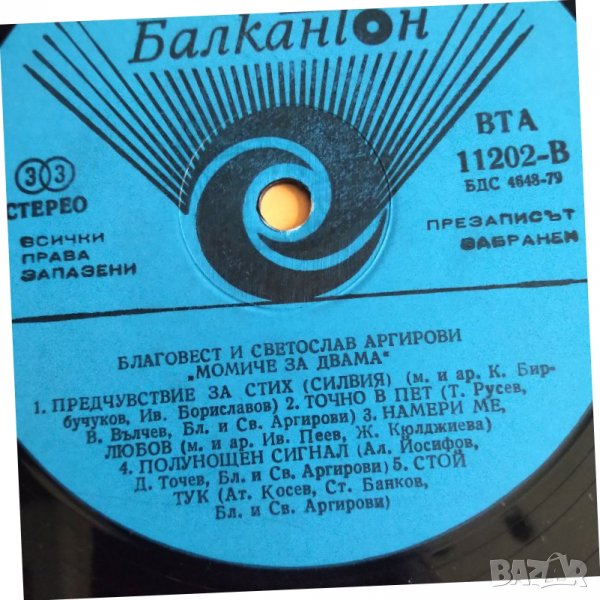 Балкантон
ВТА
11202-В
БДС 4648-79
33
СТЕРЕО
ВСИЧКИ
ПРАВА
ЗАПАЗЕНИ
ПРЕЗАПИСЪТ
ЗАБРАНЕН
БЛАГОВЕСТ И СВЕТОСЛАВ АРГИРОВИ
„МОМИЧЕ ЗА ДВАМА“
1. ПРЕДЧУВСТВИЕ ЗА СТИХ (СИЛВИЯ) (м. и ар. К. Бир-
бучуков, Ив. Бориславов) 2. ТОЧНО В ПЕТ (Т. Русев,
В. Вълчев, Бл. и Св. Аргирови) 3. НАМЕРИ МЕ,
ЛЮБОВ (м. и ар. Ив. Пеев, Ж. Кюлджиева)
4. ПОЛУНОЩЕН СИГНАЛ (Ал. Йосифов,
Д. Точев, Бл. и Св. Аргирови) 5. СТОЙ
ТУК (Ат. Косев, Ст. Банков,
Бл. и Св. Аргирови)
BAZAR